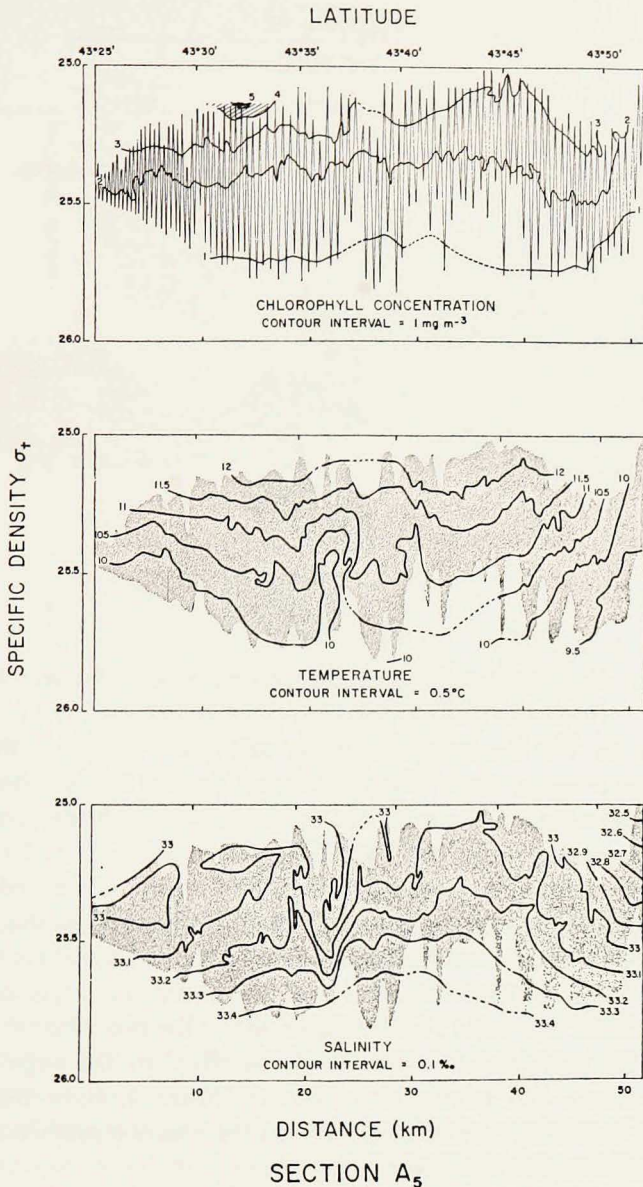 LATITUDE
43°25' 43°30' 43°35' 43°40' 43°45' 43°50'
25.0
5 4
3 3 2
2
25.5
1 1
CHLOROPHYLL CONCENTRATION
CONTOUR INTERVAL = 1 mg m-³
26.0
SPECIFIC DENSITY σt
25.0
12 12
11.5 11.5 10
11 11 10.5
10.5
10
25.5
10 10 9.5
10
TEMPERATURE
CONTOUR INTERVAL = 0.5°C
26.0
25.0
33 33 33 33 32.9 32.8 32.7 32.6 32.5
33 33
25.5
33.1 33.1
33.2 33.2
33.3 33.3
33.4 33.4
SALINITY
CONTOUR INTERVAL = 0.1‰
26.0
10 20 30 40 50
DISTANCE (km)
SECTION A5